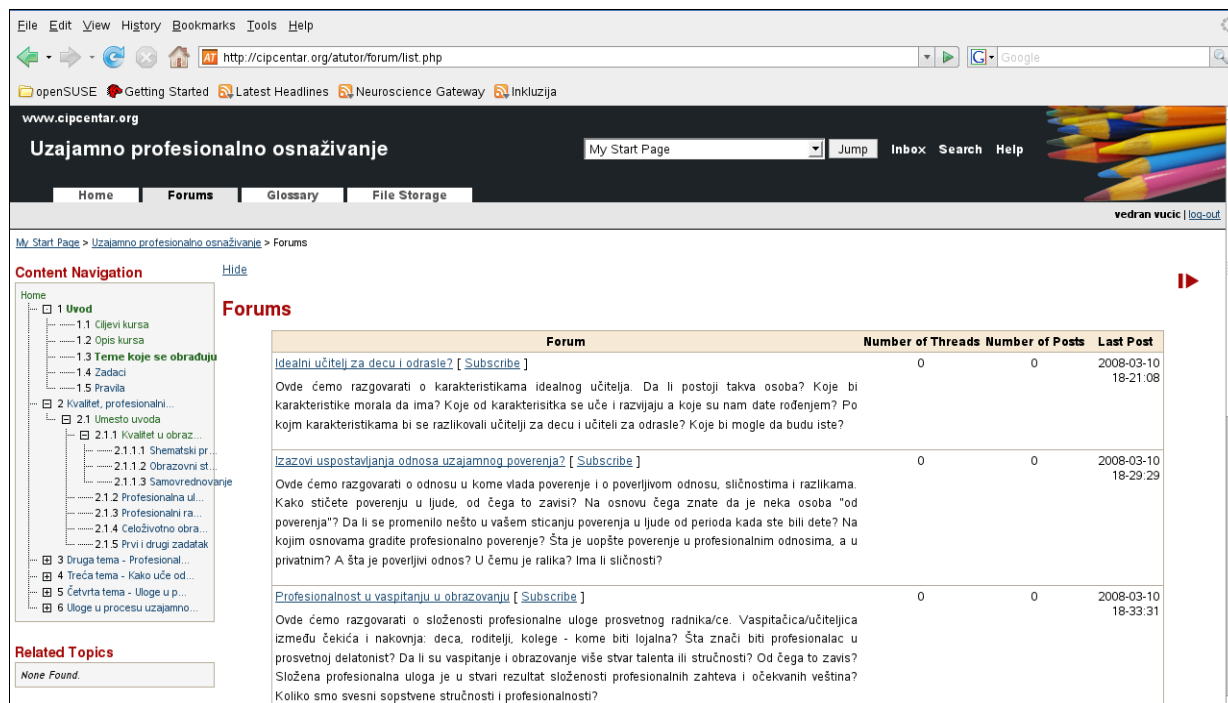 File Edit View History Bookmarks Tools Help
http://cipcentar.org/atutor/forum/list.php
Google
openSUSE Getting Started Latest Headlines Neuroscience Gateway Inkluzija
www.cipcentar.org
Uzajamno profesionalno osnaživanje
My Start Page Jump Inbox Search Help
Home Forums Glossary File Storage
vedran vucic | log-out
My Start Page > Uzajamno profesionalno osnaživanje > Forums
Content Navigation
Home
1 Uvod
1.1 Ciljevi kursa
1.2 Opis kursa
1.3 Teme koje se obrađuju
1.4 Zadaci
1.5 Pravila
2 Kvalitet, profesionalni...
2.1 Umesto uvoda
2.1.1 Kvalitet u obraz...
2.1.1.1 Shematski pr...
2.1.1.2 Obrazovni st...
2.1.1.3 Samovrednovanje
2.1.2 Profesionalna ul...
2.1.3 Profesionalni ra...
2.1.4 Celoživotno obra...
2.1.5 Prvi i drugi zadatak
3 Druga tema - Profesional...
4 Treća tema - Kako uče od...
5 Četvrta tema - Uloge u p...
6 Uloge u procesu uzajamno...
Related Topics
None Found.
Hide
Forums
Forum Number of Threads Number of Posts Last Post
Idealni učitelj za decu i odrasle? [ Subscribe ] 0 0 2008-03-10
18-21:08
Ovde ćemo razgovarati o karakteristikama idealnog učitelja. Da li postoji takva osoba? Koje bi
karakteristike morala da ima? Koje od karakterisitka se uče i razvijaju a koje su nam date rođenjem? Po
kojm karakteristikama bi se razlikovali učitelji za decu i učiteli za odrasle? Koje bi mogle da budu iste?
Izazovi uspostavljanja odnosa uzajamnog poverenja? [ Subscribe ] 0 0 2008-03-10
18-29:29
Ovde ćemo razgovarati o odnosu u kome vlada poverenje i o poverljivom odnosu, sličnostima i razlikama.
Kako stičete poverenju u ljude, od čega to zavisi? Na osnovu čega znate da je neka osoba "od
poverenja"? Da li se promenilo nešto u vašem sticanju poverenja u ljude od perioda kada ste bili dete? Na
kojim osnovama gradite profesionalno poverenje? Šta je uopšte poverenje u profesionalnim odnosima, a u
privatnim? A šta je poverljivi odnos? U čemu je ralika? Ima li sličnosti?
Profesionalnost u vaspitanju u obrazovanju [ Subscribe ] 0 0 2008-03-10
18-33:31
Ovde ćemo razgovarati o složenosti profesionalne uloge prosvetnog radnika/ce. Vaspitačica/učiteljica
između čekića i nakovnja: deca, roditelji, kolege - kome biti lojalna? Šta znači biti profesionalac u
prosvetnoj delatonist? Da li su vaspitanje i obrazovanje više stvar talenta ili stručnosti? Od čega to zavis?
Složena profesionalna uloga je u stvari rezultat složenosti profesionalnih zahteva i očekvanih veština?
Koliko smo svesni sopstvene stručnosti i profesionalnosti?